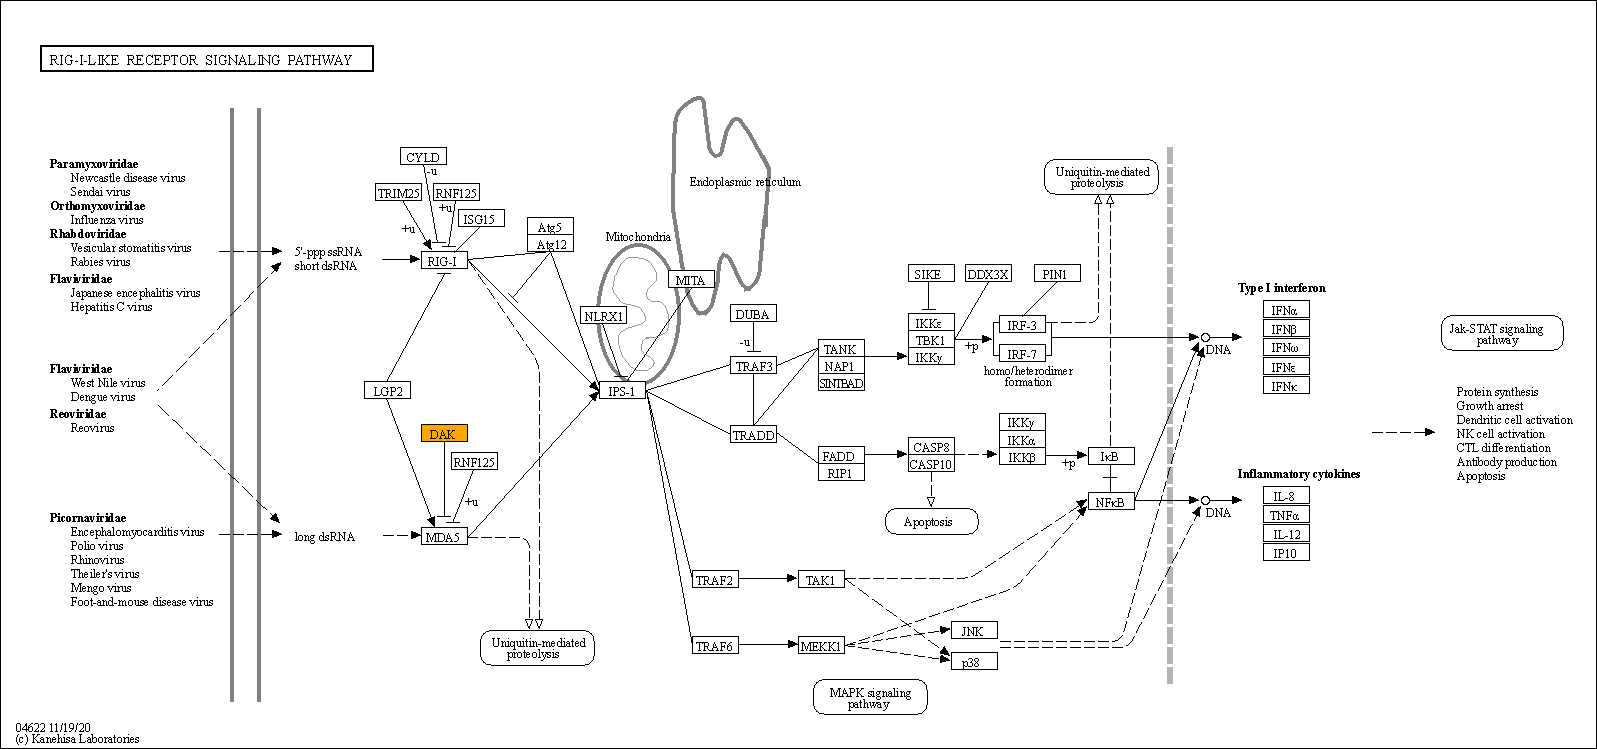 RIG-I-LIKE RECEPTOR SIGNALING PATHWAY
Paramyxoviridae
Newcastle disease virus
Sendai virus
Orthomyxoviridae
Influenza virus
Rhabdoviridae
Vesicular stomatitis virus
Rabies virus
Flaviviridae
Japanese encephalitis virus
Hepatitis C virus
Flaviviridae
West Nile virus
Dengue virus
Reoviridae
Reovirus
Picornaviridae
Encephalomyocarditis virus
Polio virus
Rhinovirus
Theiler's virus
Mengo virus
Foot-and-mouse disease virus
5'-ppp ssRNA
short dsRNA
long dsRNA
CYLD
-u
TRIM25
RNF125
+u
+u
ISG15
RIG-I
Atg5
Atg12
LGP2
DAK
RNF125
+u
MDA5
Uniquitin-mediated
proteolysis
Mitochondria
Endoplasmic reticulum
MITA
NLRX1
IPS-1
DUBA
-u
TRAF3
TRADD
TRAF2
TRAF6
TANK
NAP1
SINTBAD
FADD
RIP1
TAK1
MEKK1
MAPK signaling
pathway
SIKE
DDX3X
PIN1
IKKε
TBK1
IKKγ
+p
IRF-3
IRF-7
homo/heterodimer
formation
Uniquitin-mediated
proteolysis
CASP8
CASP10
Apoptosis
IKKγ
IKKα
IKKβ
+p
IκB
NFκB
JNK
p38
DNA
DNA
Type I interferon
IFNα
IFNβ
IFNω
IFNε
IFNκ
Inflammatory cytokines
IL-8
TNFα
IL-12
IP10
Jak-STAT signaling
pathway
Protein synthesis
Growth arrest
Dendritic cell activation
NK cell activation
CTL differentiation
Antibody production
Apoptosis
04622 11/19/20
(c) Kanehisa Laboratories